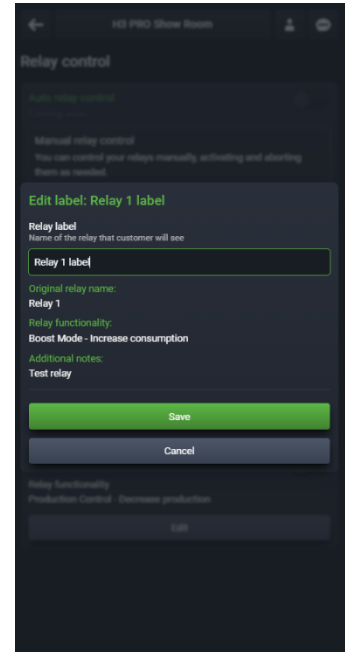 H3 PRO Show Room
Relay control
Auto relay control
Manual relay control
You can control your relays manually, activating and aborting
them as needed.
Edit label: Relay 1 label
Relay label
Name of the relay that customer will see
Relay 1 label
Original relay name:
Relay 1
Relay functionality:
Boost Mode - Increase consumption
Additional notes:
Test relay
Save
Cancel
Relay functionality
Production Control - Decrease production
Edit